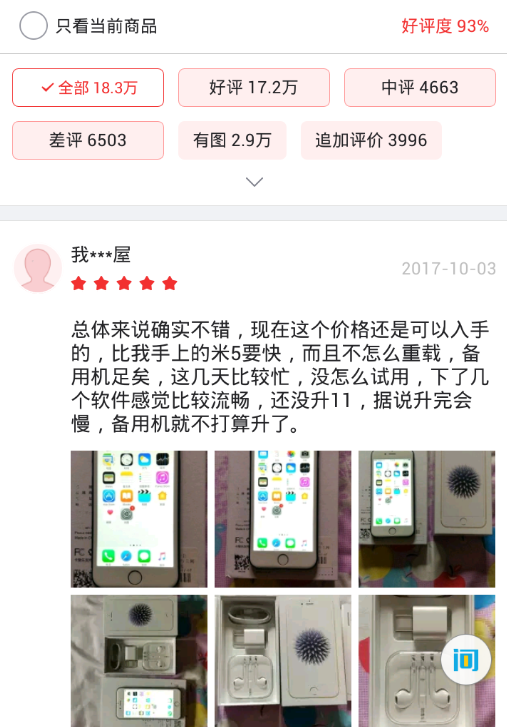 只看当前商品
好评度 93%
全部 18.3万
好评 17.2万
中评 4663
差评 6503
有图 2.9万
追加评价 3996
我***屋
2017-10-03
总体来说确实不错，现在这个价格还是可以入手
的，比我手上的米5要快，而且不怎么重载，备
用机足矣，这几天比较忙，没怎么试用，下了几
个软件感觉比较流畅，还没升11，据说升完会
慢，备用机就不打算升了。
问